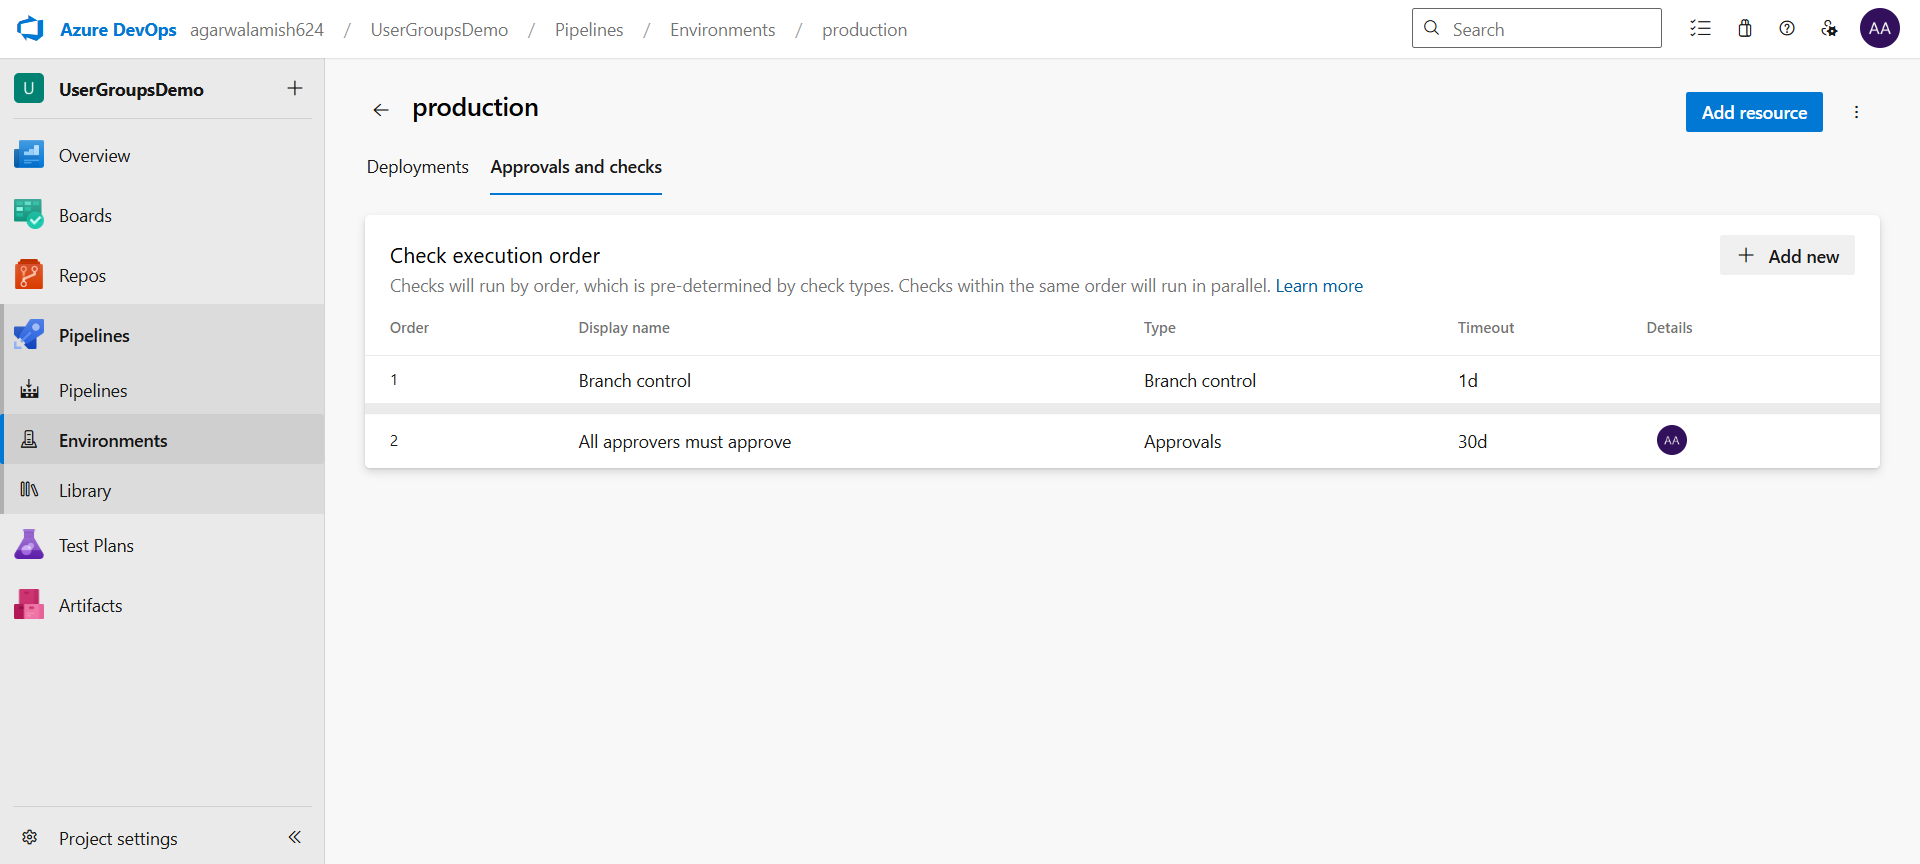 Azure DevOps agarwalamish624 / UserGroupsDemo / Pipelines / Environments / production
Search
AA
U UserGroupsDemo
Overview
Boards
Repos
Pipelines
Pipelines
Environments
Library
Test Plans
Artifacts
Project settings
production
Add resource
Deployments Approvals and checks
Check execution order
Add new
Checks will run by order, which is pre-determined by check types. Checks within the same order will run in parallel. Learn more
Order Display name Type Timeout Details
1 Branch control Branch control 1d
2 All approvers must approve Approvals 30d AA